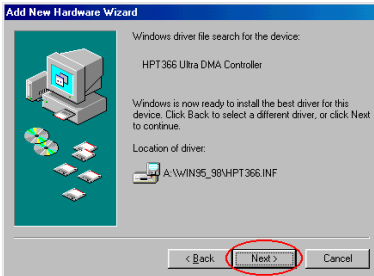 Add New Hardware Wizard
Windows driver file search for the device:
HPT366 Ultra DMA Controller
Windows is now ready to install the best driver for this
device. Click Back to select a different driver, or click Next
to continue.
Location of driver:
A:\WIN95_98\HPT366.INF
< Back
Next >
Cancel